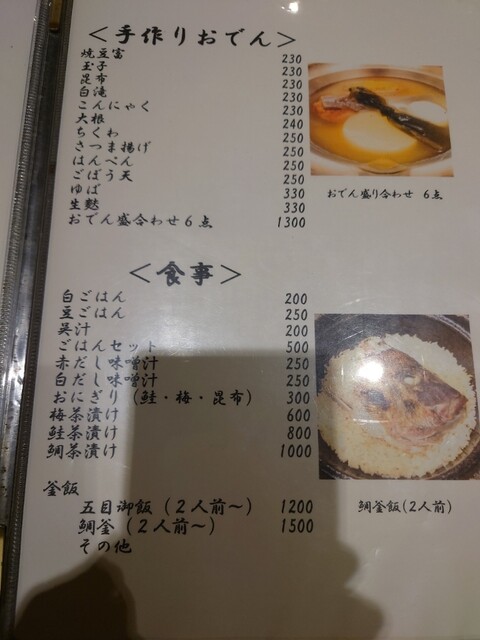 ＜手作りおでん＞
焼豆富 230
玉子 230
昆布 230
白滝 230
こんにゃく 230
大根 240
ちくわ 250
さつま揚げ 250
はんぺん 250
ごぼう天 250
ゆば 330
生麩 330
おでん盛合わせ６点 1300
おでん盛り合わせ ６点
＜食事＞
白ごはん 200
豆ごはん 250
呉汁 200
ごはんセット 500
赤だし味噌汁 250
白だし味噌汁 250
おにぎり（鮭・梅・昆布） 300
梅茶漬け 600
鮭茶漬け 800
鯛茶漬け 1000
釜飯
五目御飯（２人前～） 1200
鯛釜（２人前～） 1500
その他
鯛釜飯(２人前)